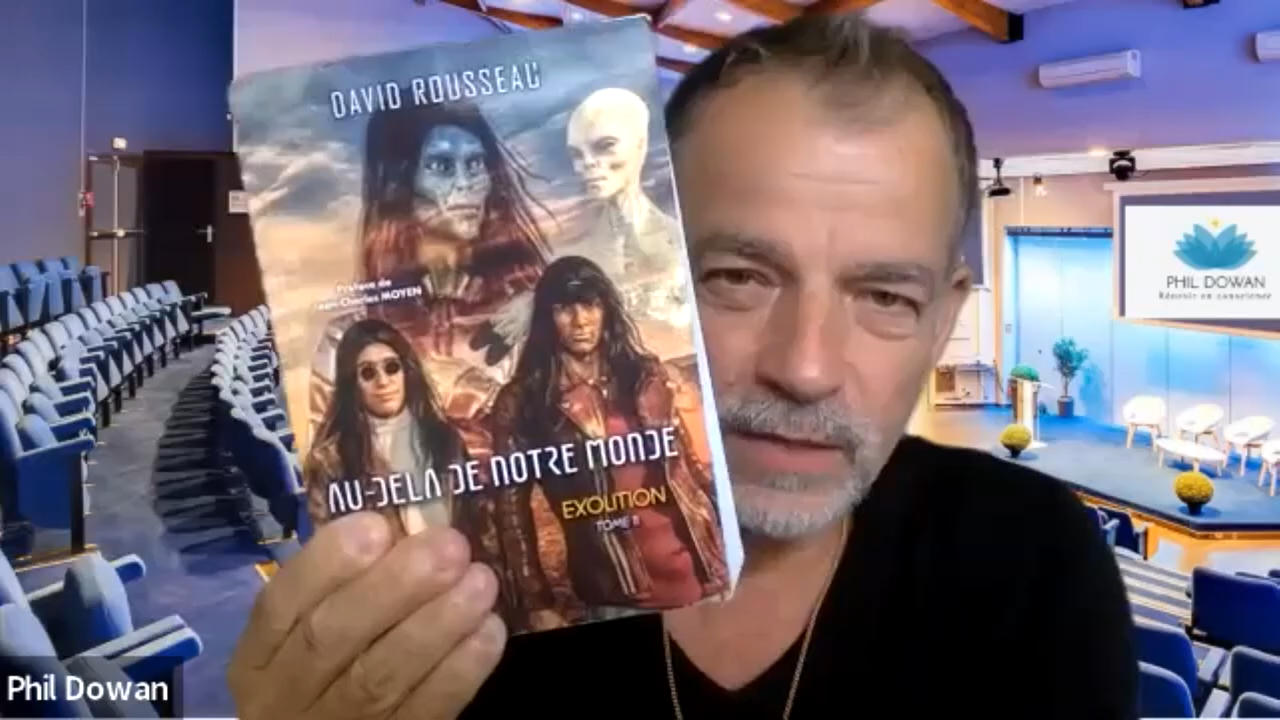 DAVID ROUSSEAU
Préface de
Jean-Charles MOYEN
AU-DELA DE NOTRE MONDE
EXOLITION
TOME II
PHIL DOWAN
Réussir en conscience
Phil Dowan